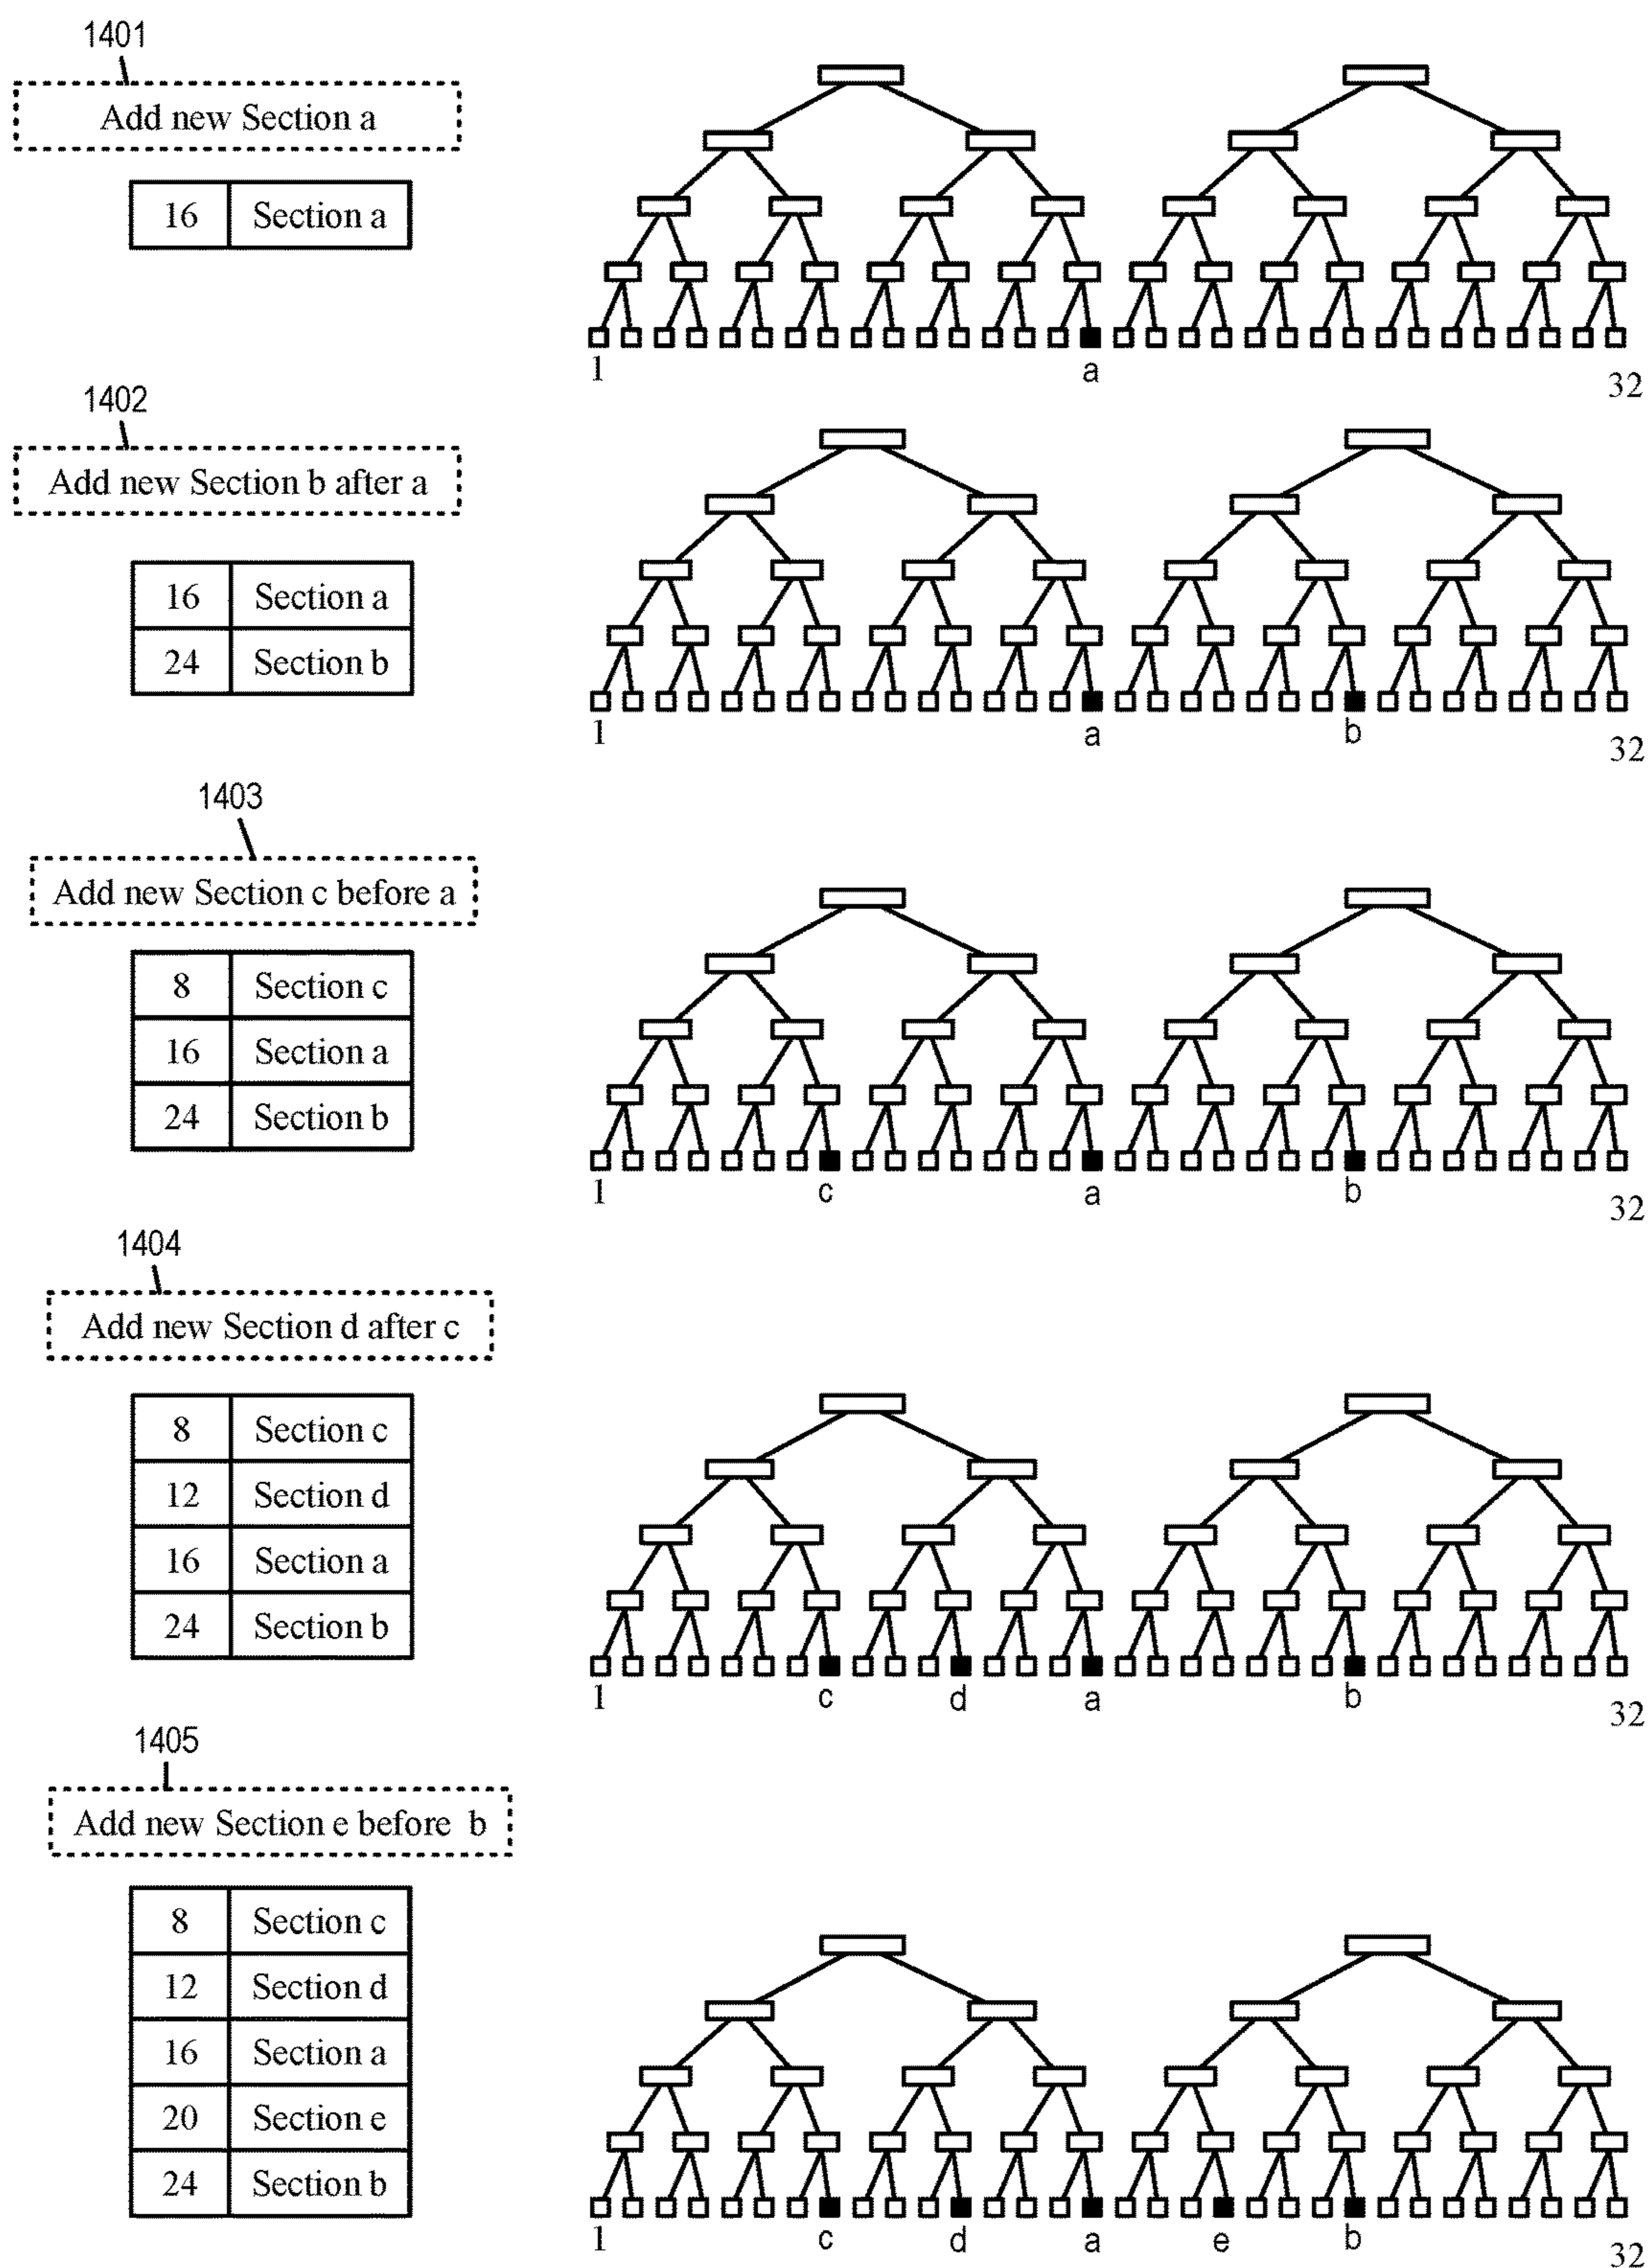 1401
Add new Section a
16 Section a
1 a 32
1402
Add new Section b after a
16 Section a
24 Section b
1 a b 32
1403
Add new Section c before a
8 Section c
16 Section a
24 Section b
1 c a b 32
1404
Add new Section d after c
8 Section c
12 Section d
16 Section a
24 Section b
1 c d a b 32
1405
Add new Section e before b
8 Section c
12 Section d
16 Section a
20 Section e
24 Section b
1 c d a e b 32